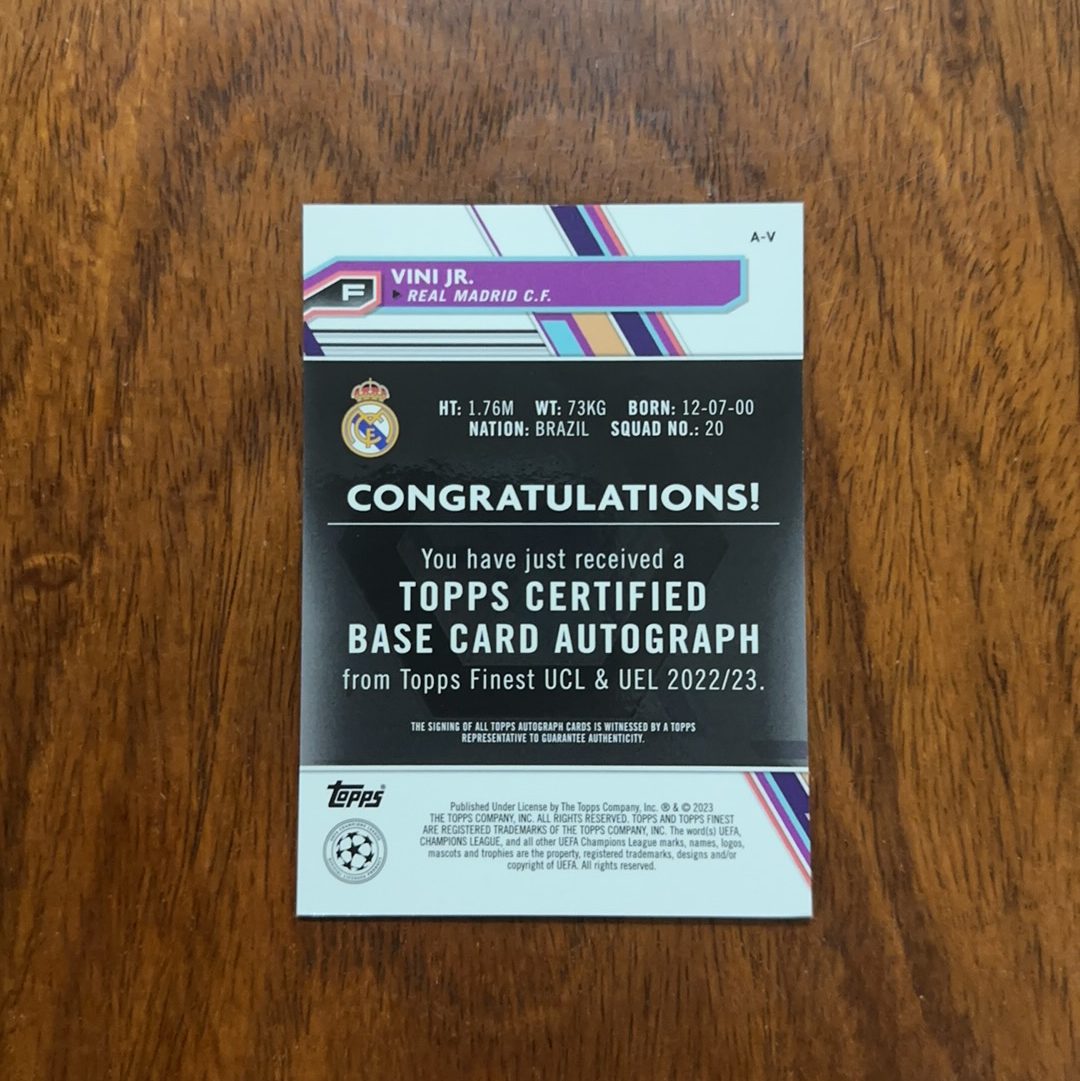 A-V
F
VINI JR.
REAL MADRID C.F.
HT: 1.76M WT: 73KG BORN: 12-07-00
NATION: BRAZIL SQUAD NO.: 20
CONGRATULATIONS!
You have just received a
TOPPS CERTIFIED
BASE CARD AUTOGRAPH
from Topps Finest UCL & UEL 2022/23.
THE SIGNING OF ALL TOPPS AUTOGRAPH CARDS IS WITNESSED BY A TOPPS
REPRESENTATIVE TO GUARANTEE AUTHENTICITY.
Topps®
Published Under License by The Topps Company, Inc. ® & © 2023
THE TOPPS COMPANY, INC. ALL RIGHTS RESERVED. TOPPS AND TOPPS FINEST
ARE REGISTERED TRADEMARKS OF THE TOPPS COMPANY, INC. The word(s) UEFA,
CHAMPIONS LEAGUE, and all other UEFA Champions League marks, names, logos,
mascots and trophies are the property, registered trademarks, designs and/or
copyright of UEFA. All rights reserved.